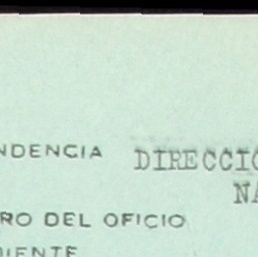 NDENCIA DIRECCIO
NA
RO DEL OFICIO
DIENTE